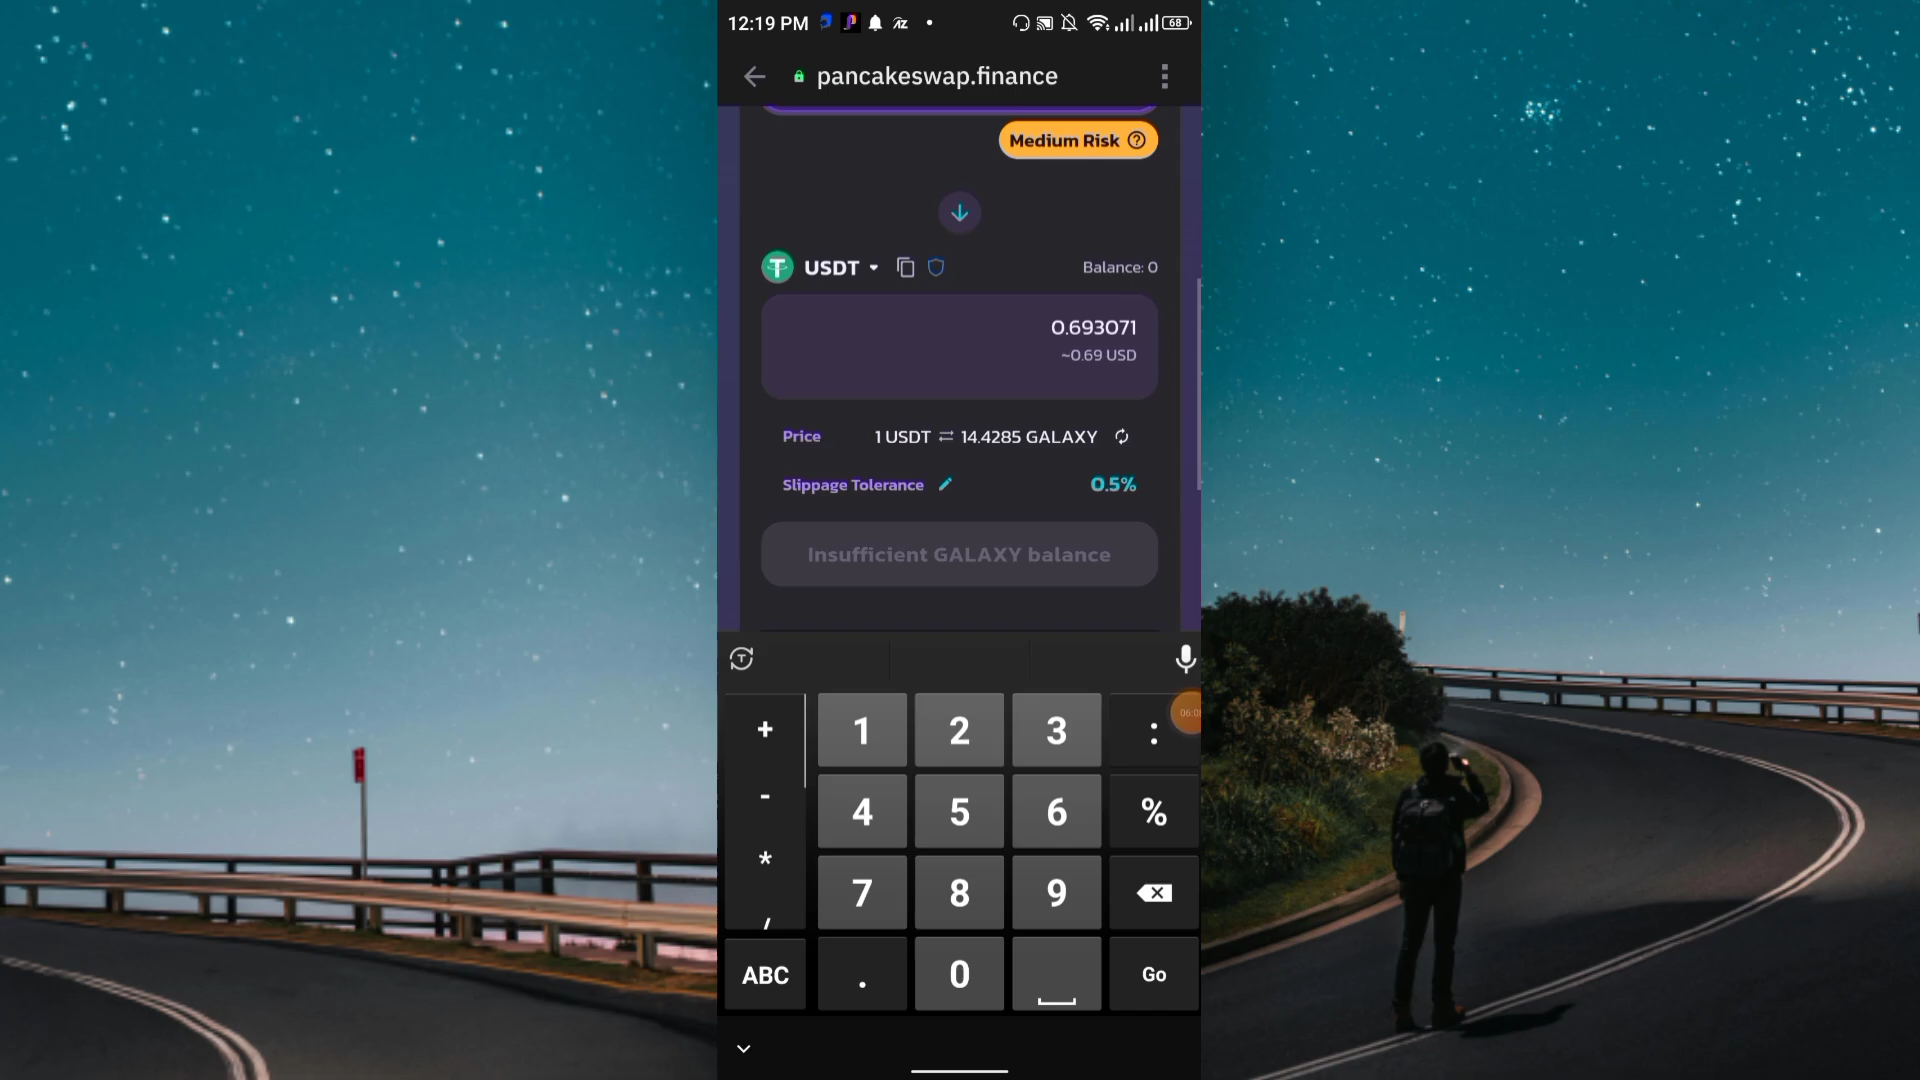 12:19 PM
68
pancakeswap.finance
Medium Risk
USDT
Balance: 0
0.693071
~0.69 USD
Price
1 USDT ⇌ 14.4285 GALAXY
Slippage Tolerance
0.5%
Insufficient GALAXY balance
+ 1 2 3 :
- 4 5 6 %
* 7 8 9
/
ABC . 0 Go